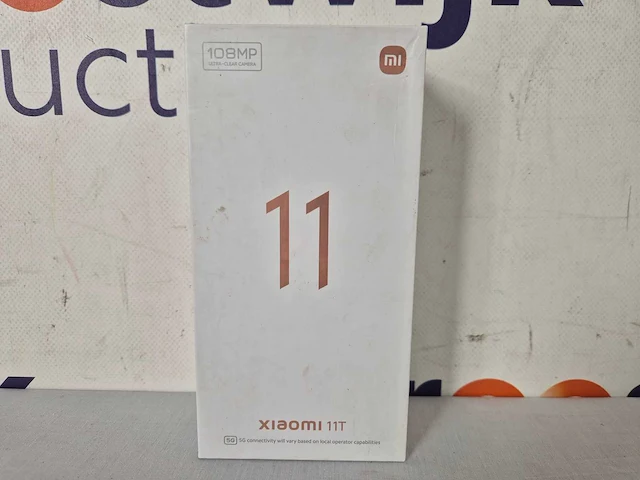 uct
108MP
ULTRA-CLEAR CAMERA
mi
11
xiaomi 11T
5G 5G connectivity will vary based on local operator capabilities